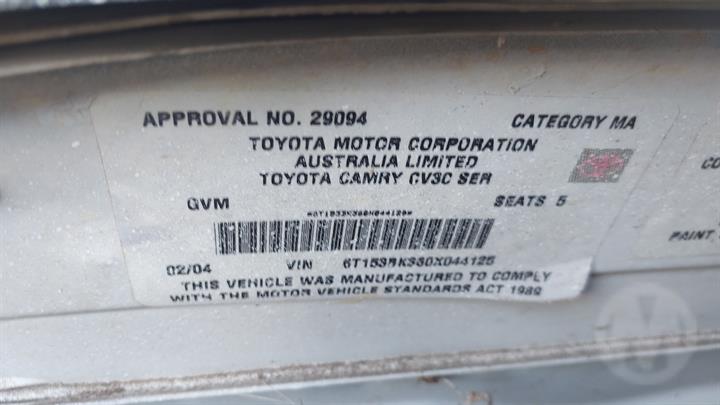 APPROVAL NO. 29094 CATEGORY MA
TOYOTA MOTOR CORPORATION
AUSTRALIA LIMITED
TOYOTA CAMRY CV3C SER
GVM SEATS 5
02/04 VIN
THIS VEHICLE WAS MANUFACTURED TO COMPLY
WITH THE MOTOR VEHICLE STANDARDS ACT 1989
PAINT